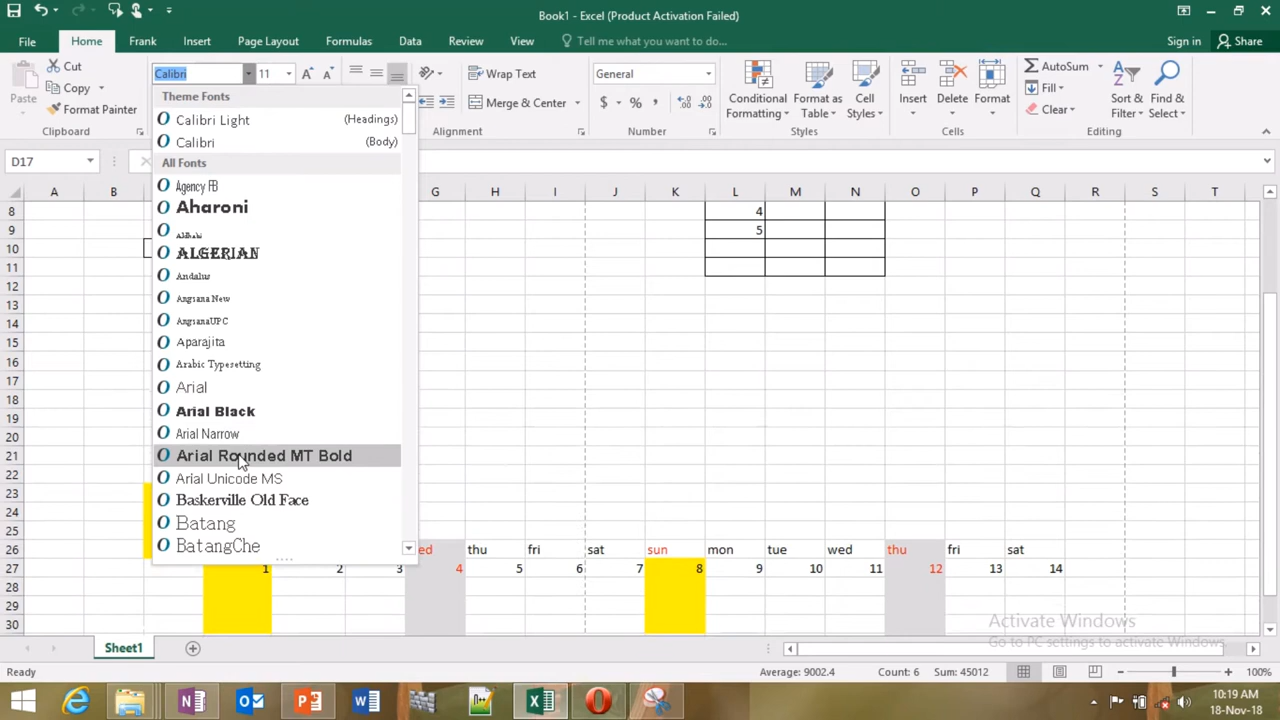 Book1 - Excel (Product Activation Failed)
File Home Frank Insert Page Layout Formulas Data Review View Tell me what you want to do... Sign in Share
Cut
Copy
Format Painter
Paste
Clipboard
Calibri 11
Wrap Text
Merge & Center
Alignment
General
$ % ,
Number
Conditional Formatting
Format as Table
Cell Styles
Styles
Insert Delete Format
Cells
AutoSum
Fill
Clear
Sort & Filter
Find & Select
Editing
D17
Theme Fonts
Calibri Light (Headings)
Calibri (Body)
All Fonts
Agency FB
Aharoni
Aldhabi
ALGERIAN
Andalus
Angsana New
AngsanaUPC
Aparajita
Arabic Typesetting
Arial
Arial Black
Arial Narrow
Arial Rounded MT Bold
Arial Unicode MS
Baskerville Old Face
Batang
BatangChe
A B G H I J K L M N O P Q R S T
8 4
9 5
10
11
12
13
14
15
16
17
18
19
20
21
22
23
24
25
26 ed thu fri sat sun mon tue wed thu fri sat
27 1 2 3 4 5 6 7 8 9 10 11 12 13 14
28
29
30
Activate Windows
Go to PC settings to activate Windows.
Sheet1
Ready Average: 9002.4 Count: 6 Sum: 45012 100%
10:19 AM
18-Nov-18